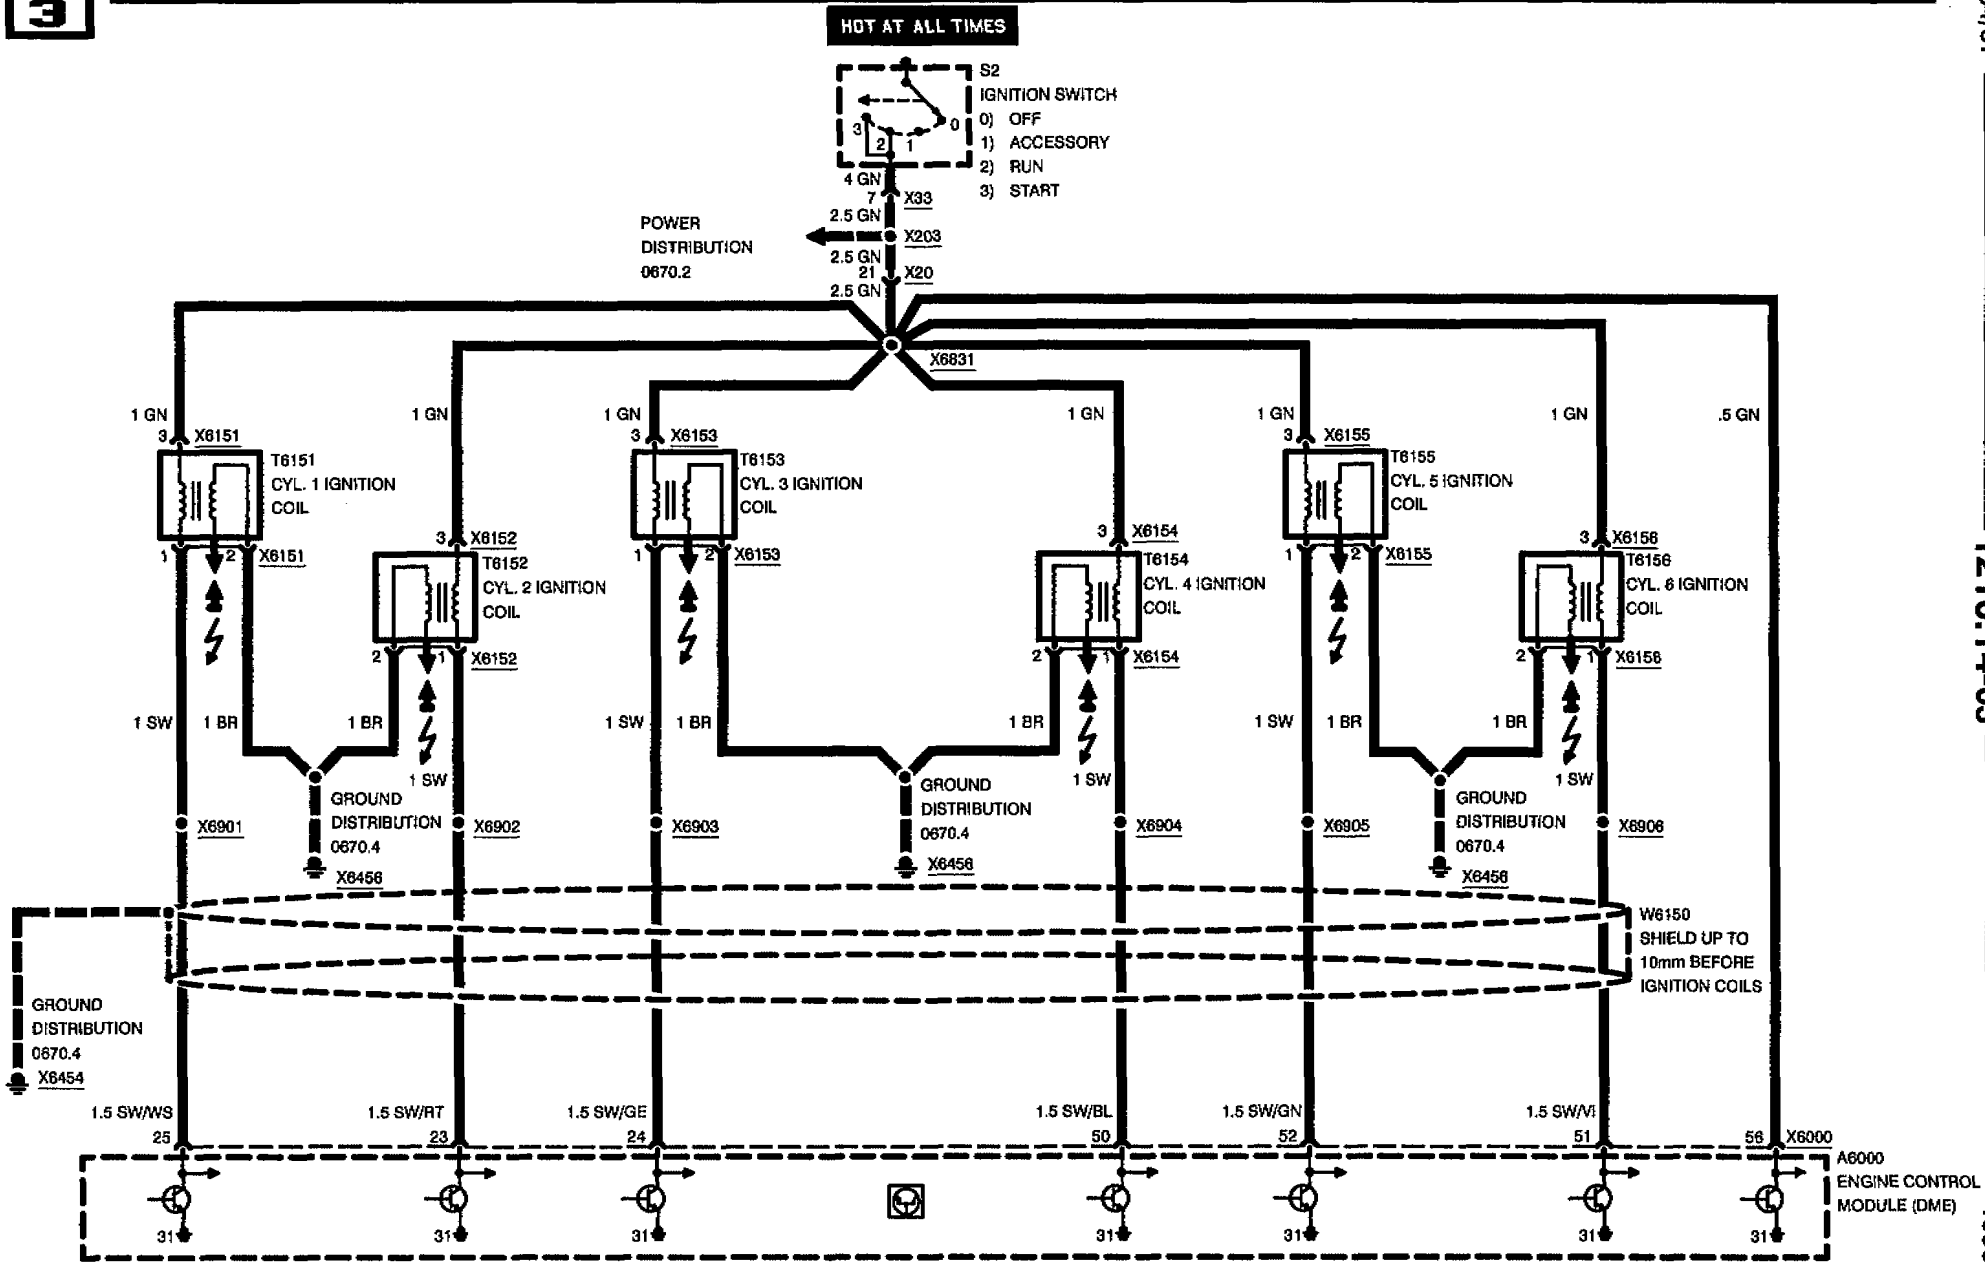 3
HOT AT ALL TIMES
S2
IGNITION SWITCH
0) OFF
1) ACCESSORY
2) RUN
3) START
3
2
1
0
4 GN
7
X33
2.5 GN
POWER
DISTRIBUTION
0670.2
X203
2.5 GN
21
X20
2.5 GN
X6831
1 GN
1 GN
1 GN
1 GN
1 GN
1 GN
.5 GN
3
X6151
3
X6153
3
X6155
T6151
CYL. 1 IGNITION
COIL
T6153
CYL. 3 IGNITION
COIL
T6155
CYL. 5 IGNITION
COIL
1
2
X6151
3
X6152
1
2
X6153
3
X6154
1
2
X6155
3
X6156
T6152
CYL. 2 IGNITION
COIL
T6154
CYL. 4 IGNITION
COIL
T6156
CYL. 6 IGNITION
COIL
2
1
X6152
2
1
X6154
2
1
X6156
1 SW
1 BR
1 BR
1 SW
1 SW
1 BR
1 BR
1 SW
1 SW
1 BR
1 BR
1 SW
GROUND
DISTRIBUTION
0670.4
X6456
GROUND
DISTRIBUTION
0670.4
X6456
GROUND
DISTRIBUTION
0670.4
X6456
X6901
X6902
X6903
X6904
X6905
X6906
W6150
SHIELD UP TO
10mm BEFORE
IGNITION COILS
GROUND
DISTRIBUTION
0670.4
X6454
1.5 SW/WS
1.5 SW/RT
1.5 SW/GE
1.5 SW/BL
1.5 SW/GN
1.5 SW/VI
25
23
24
50
52
51
56
X6000
A6000
ENGINE CONTROL
MODULE (DME)
31
31
31
31
31
31
31